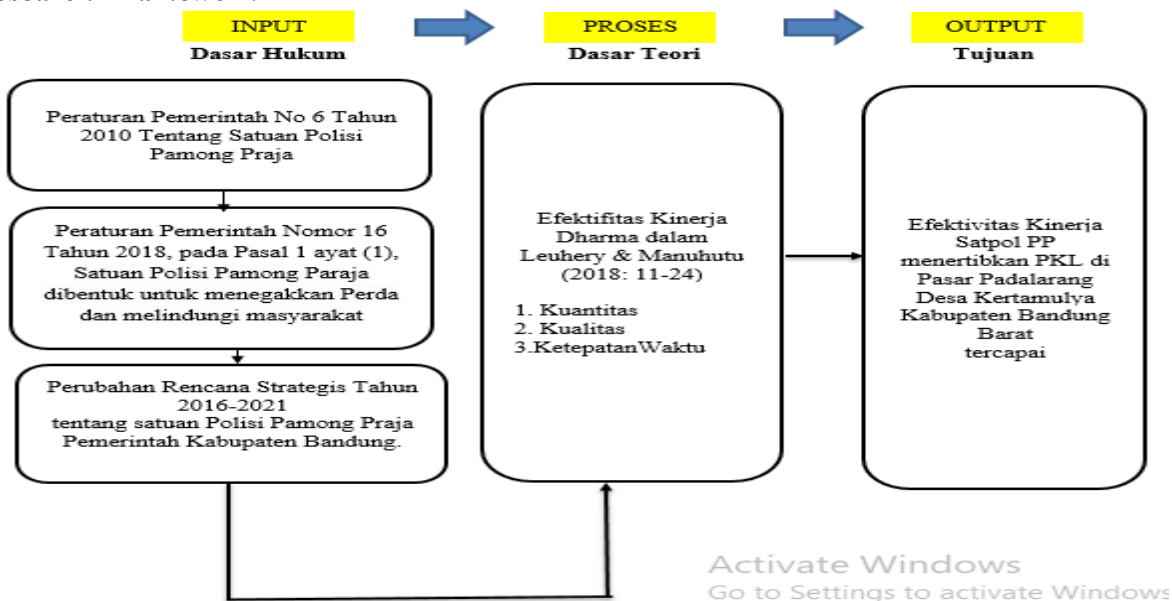 INPUT
Dasar Hukum
Peraturan Pemerintah No 6 Tahun
2010 Tentang Satuan Polisi
Pamong Praja
Peraturan Pemerintah Nomor 16
Tahun 2018, pada Pasal 1 ayat (1),
Satuan Polisi Pamong Paraja
dibentuk untuk menegakkan Perda
dan melindungi masyarakat
Perubahan Rencana Strategis Tahun
2016-2021
tentang satuan Polisi Pamong Praja
Pemerintah Kabupaten Bandung.
PROSES
Dasar Teori
Efektifitas Kinerja
Dharma dalam
Leuhery & Manuhutu
(2018: 11-24)
1. Kuantitas
2. Kualitas
3.KetepatanWaktu
OUTPUT
Tujuan
Efektivitas Kinerja
Satpol PP
menertibkan PKL di
Pasar Padalarang
Desa Kertamulya
Kabupaten Bandung
Barat
tercapai
Activate Windows
Go to Settings to activate Windows